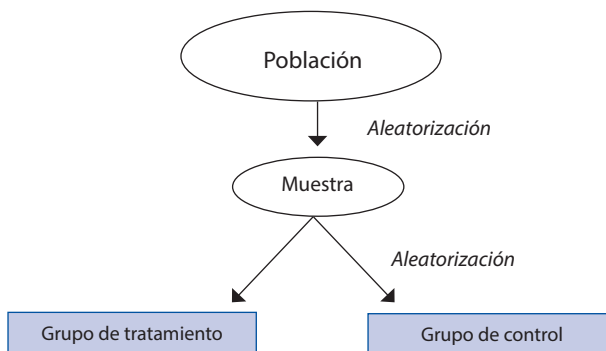 Población
Aleatorización
Muestra
Aleatorización
Grupo de tratamiento
Grupo de control